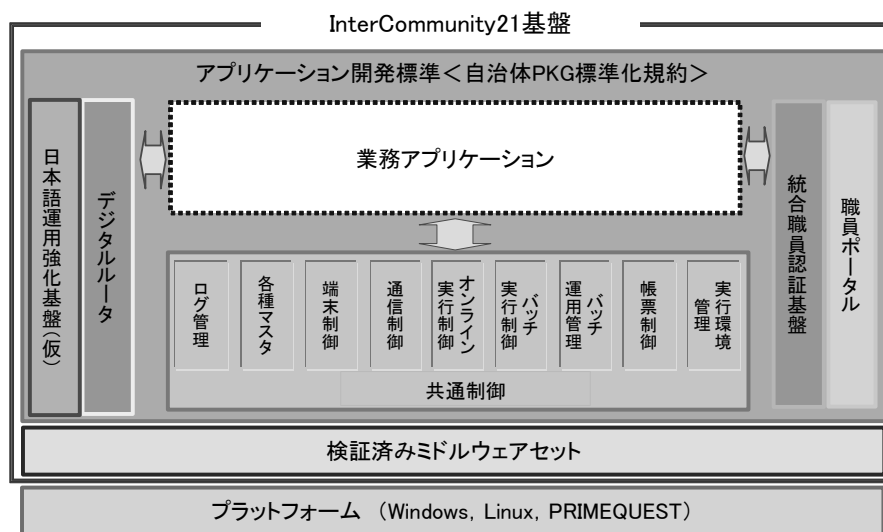 InterCommunity21基盤
アプリケーション開発標準＜自治体PKG標準化規約＞
日本語運用強化基盤（仮）
デジタルルータ
業務アプリケーション
統合職員認証基盤
職員ポータル
ログ管理
各種マスタ
端末制御
通信制御
オンライン
実行制御
バッチ
実行制御
バッチ
運用管理
帳票制御
実行環境
管理
共通制御
検証済みミドルウェアセット
プラットフォーム （Windows, Linux, PRIMEQUEST）